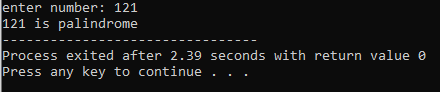 enter number: 121
121 is palindrome
--------------------------------
Process exited after 2.39 seconds with return value 0
Press any key to continue . . .